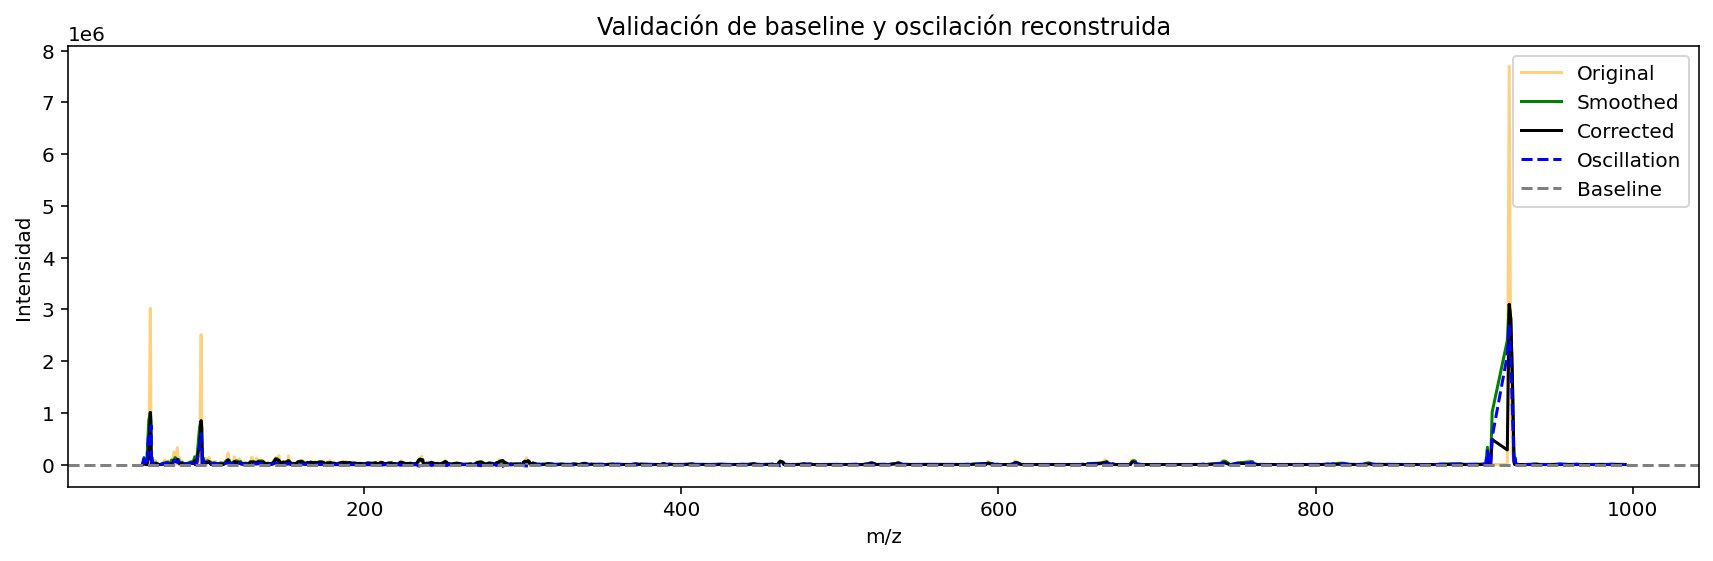 Validación de baseline y oscilación reconstruida
1e6
8
7
6
5
4
3
2
1
0
Intensidad
200
400
600
800
1000
m/z
Original
Smoothed
Corrected
Oscillation
Baseline